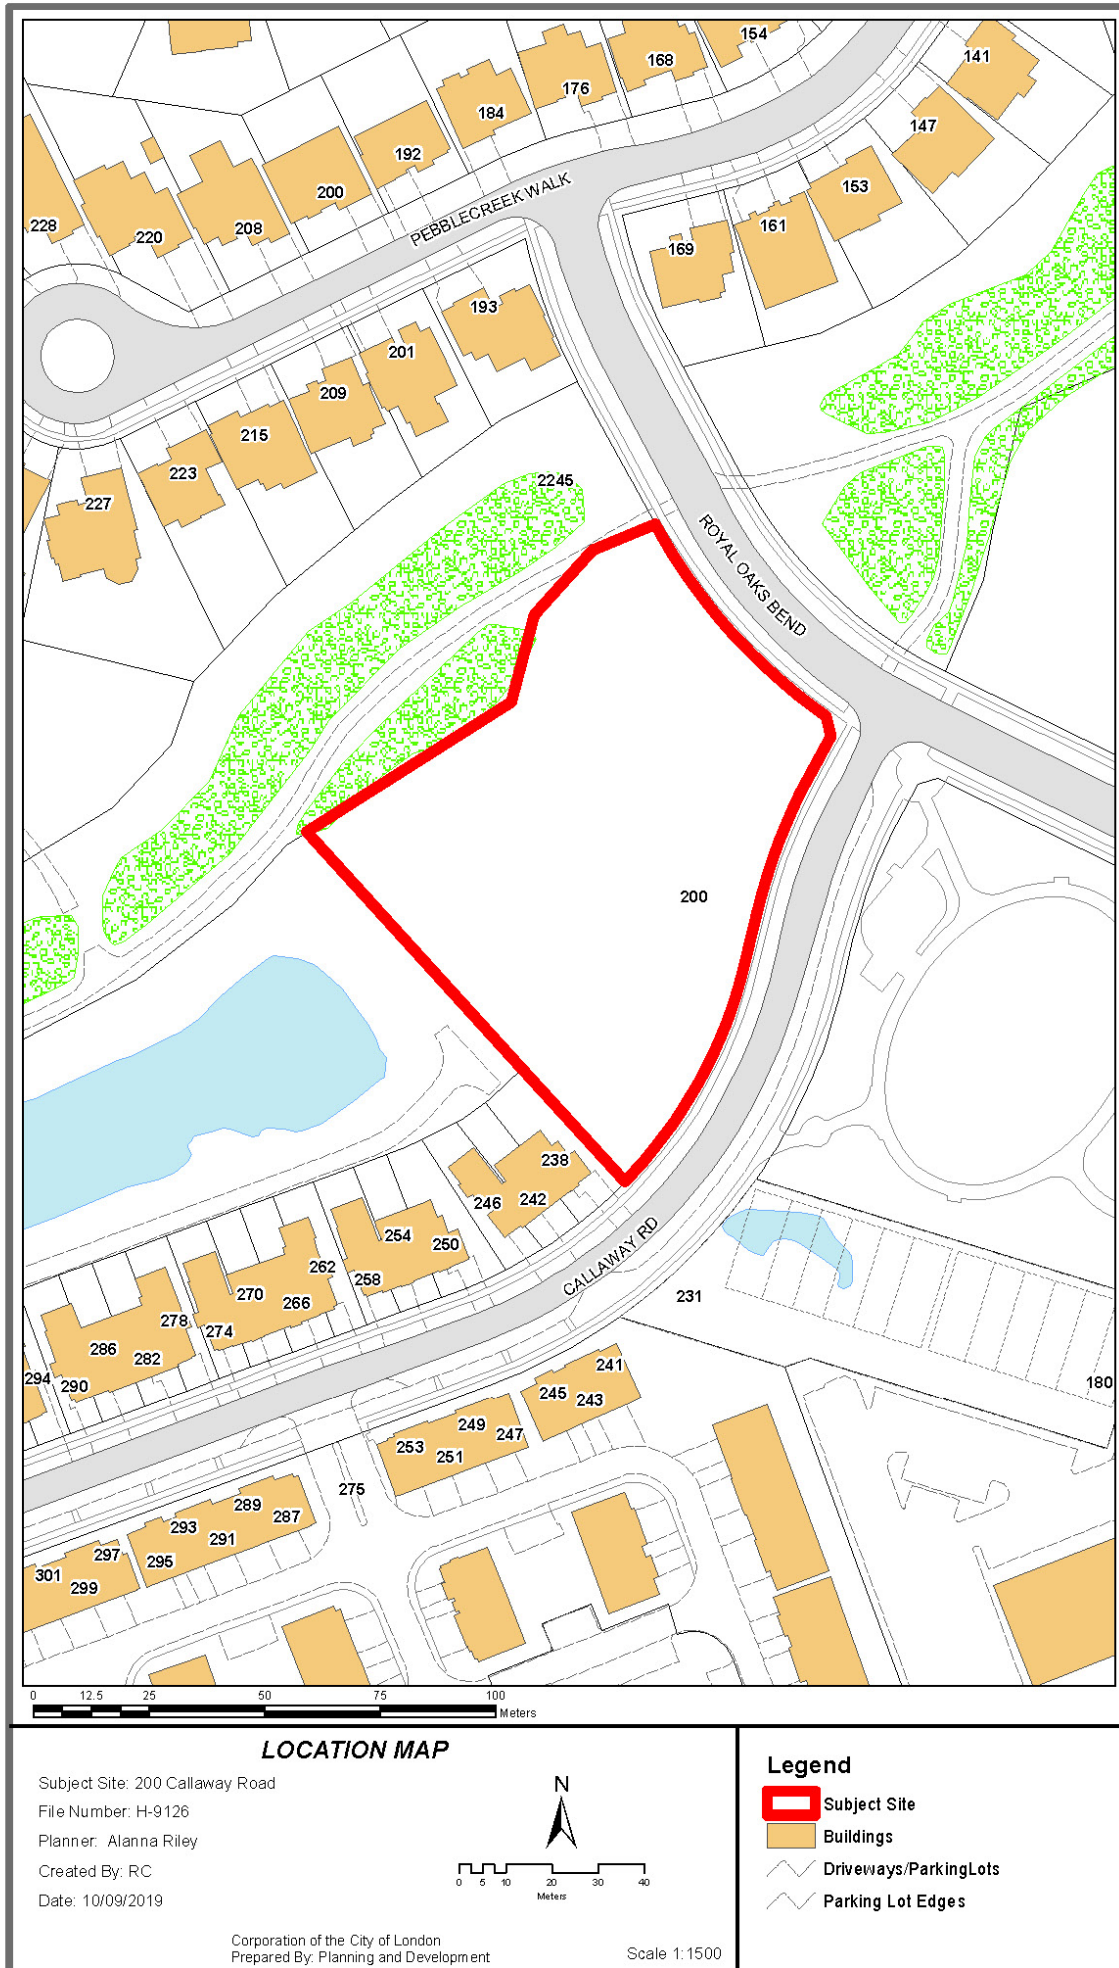 154
168
141
176
184
147
192
200
153
PEBBLECREEK WALK
228
220
208
161
169
193
201
209
215
223
227
2245
ROYAL OAKS BEND
200
238
246
242
254
250
262
258
270
266
278
274
286
282
294
290
CALLAWAY RD
231
180
241
245
243
249
247
253
251
275
289
287
293
291
297
295
301
299
0 12.5 25 50 75 100
Meters
LOCATION MAP
Subject Site: 200 Callaway Road
File Number: H-9126
Planner: Alanna Riley
Created By: RC
Date: 10/09/2019
N
0 5 10 20 30 40
Meters
Corporation of the City of London
Prepared By: Planning and Development
Scale 1:1500
Legend
Subject Site
Buildings
Driveways/ParkingLots
Parking Lot Edges